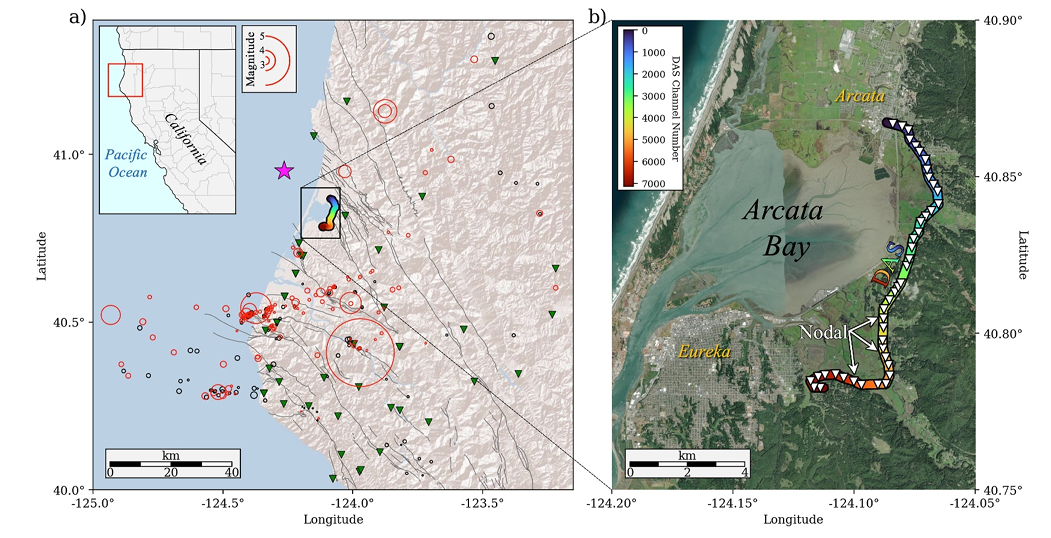 a)
5
4
3
Magnitude
California
Pacific
Ocean
41.0°
40.5°
40.0°
Latitude
km
0 20 40
-125.0° -124.5° -124.0° -123.5°
Longitude
b)
0
1000
2000
3000
4000
5000
6000
7000
DAS Channel Number
Arcata
Arcata
Bay
DAS
Nodal
Eureka
km
0 2 4
40.90°
40.85°
40.80°
40.75°
Latitude
-124.20° -124.15° -124.10° -124.05°
Longitude